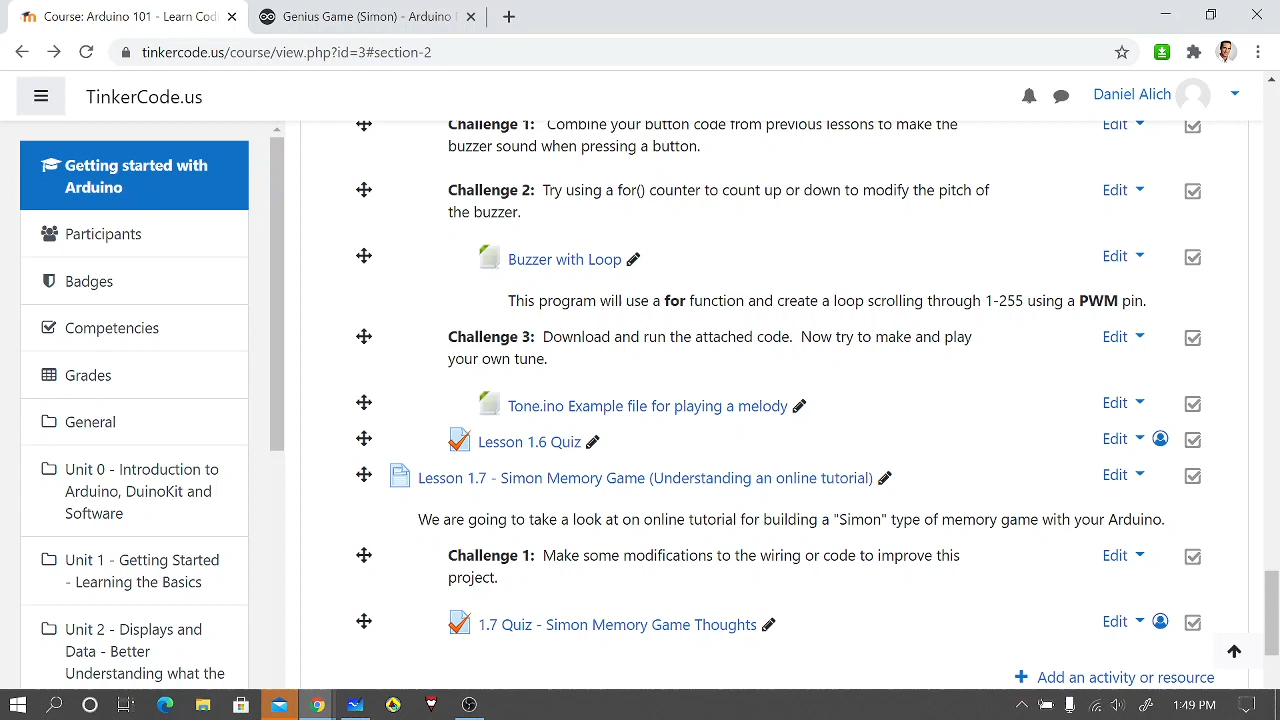 Course: Arduino 101 - Learn Cod
Genius Game (Simon) - Arduino
tinkercode.us/course/view.php?id=3#section-2
TinkerCode.us
Daniel Alich
Getting started with
Arduino
Participants
Badges
Competencies
Grades
General
Unit 0 - Introduction to
Arduino, DuinoKit and
Software
Unit 1 - Getting Started
- Learning the Basics
Unit 2 - Displays and
Data - Better
Understanding what the
Challenge 1: Combine your button code from previous lessons to make the
Edit
buzzer sound when pressing a button.
Challenge 2: Try using a for() counter to count up or down to modify the pitch of
Edit
the buzzer.
Buzzer with Loop
Edit
This program will use a for function and create a loop scrolling through 1-255 using a PWM pin.
Challenge 3: Download and run the attached code. Now try to make and play
Edit
your own tune.
Tone.ino Example file for playing a melody
Edit
Lesson 1.6 Quiz
Edit
Lesson 1.7 - Simon Memory Game (Understanding an online tutorial)
Edit
We are going to take a look at on online tutorial for building a "Simon" type of memory game with your Arduino.
Challenge 1: Make some modifications to the wiring or code to improve this
Edit
project.
1.7 Quiz - Simon Memory Game Thoughts
Edit
Add an activity or resource
1:49 PM